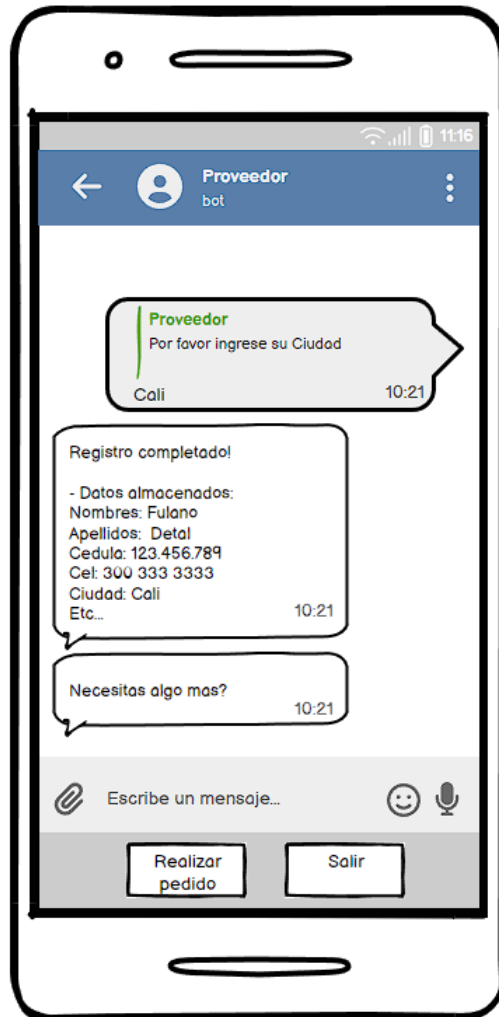 11:16
Proveedor
bot
Proveedor
Por favor ingrese su Ciudad
Cali
10:21
Registro completado!
- Datos almacenados:
Nombres: Fulano
Apellidos: Detal
Cedula: 123.456.789
Cel: 300 333 3333
Ciudad: Cali
Etc...
10:21
Necesitas algo mas?
10:21
Escribe un mensaje...
Realizar
pedido
Salir